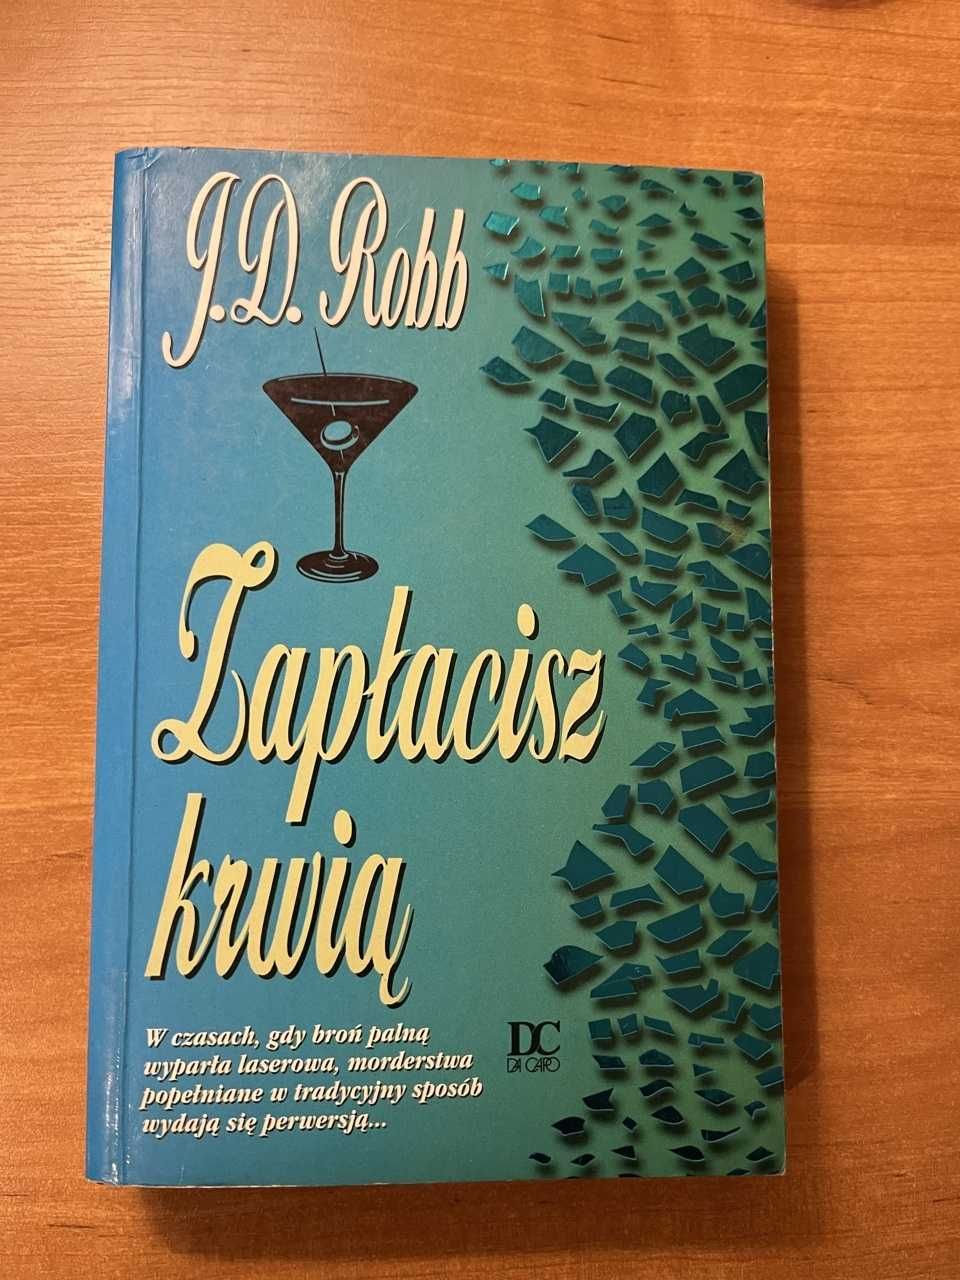 J.D. Robb
Zapłacisz
krwią
W czasach, gdy broń palną
wyparła laserowa, morderstwa
popełniane w tradycyjny sposób
wydają się perwersją...
DC
DA CAPO